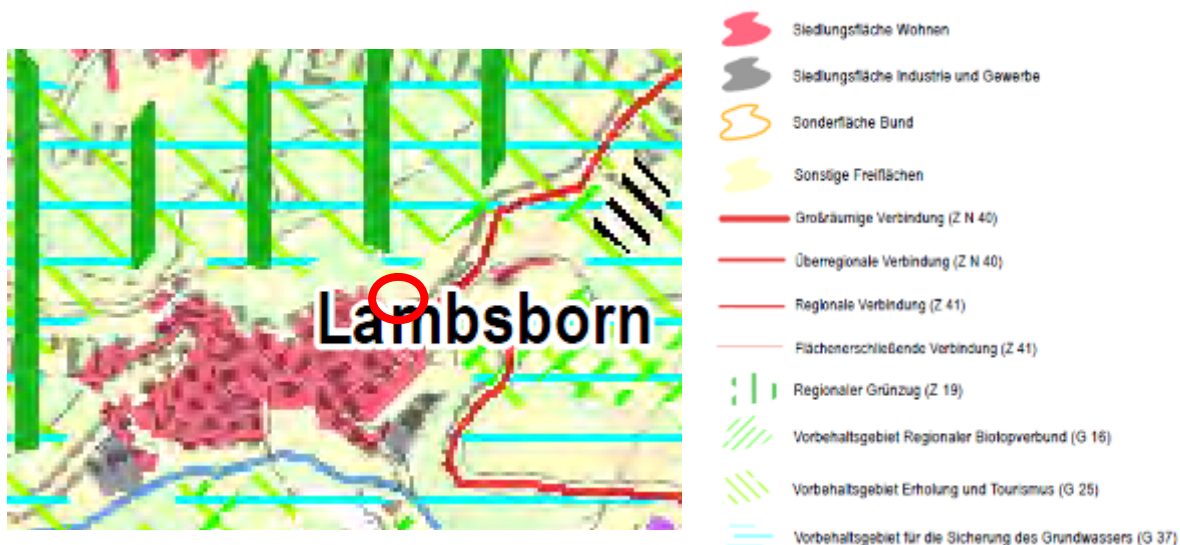 Lambsborn
Siedlungsfläche Wohnen
Siedlungsfläche Industrie und Gewerbe
Sonderfläche Bund
Sonstige Freiflächen
Großräumige Verbindung (Z N 40)
Überregionale Verbindung (Z N 40)
Regionale Verbindung (Z 41)
Flächenerschließende Verbindung (Z 41)
Regionaler Grünzug (Z 19)
Vorbehaltsgebiet Regionaler Biotopverbund (G 16)
Vorbehaltsgebiet Erholung und Tourismus (G 25)
Vorbehaltsgebiet für die Sicherung des Grundwassers (G 37)